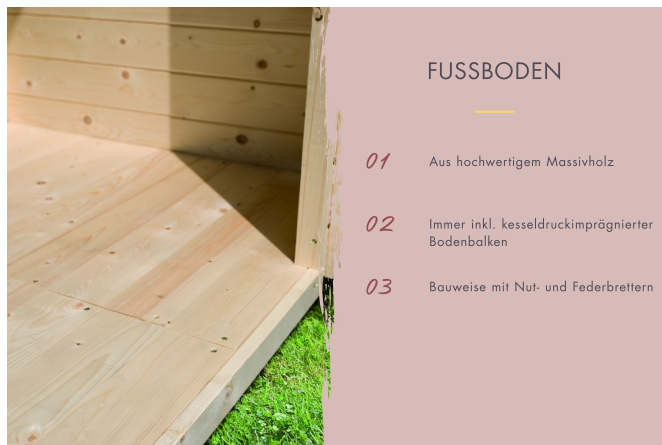 FUSSBODEN
01 Aus hochwertigem Massivholz
02 Immer inkl. kesseldruckimprägnierter
Bodenbalken
03 Bauweise mit Nut- und Federbrettern